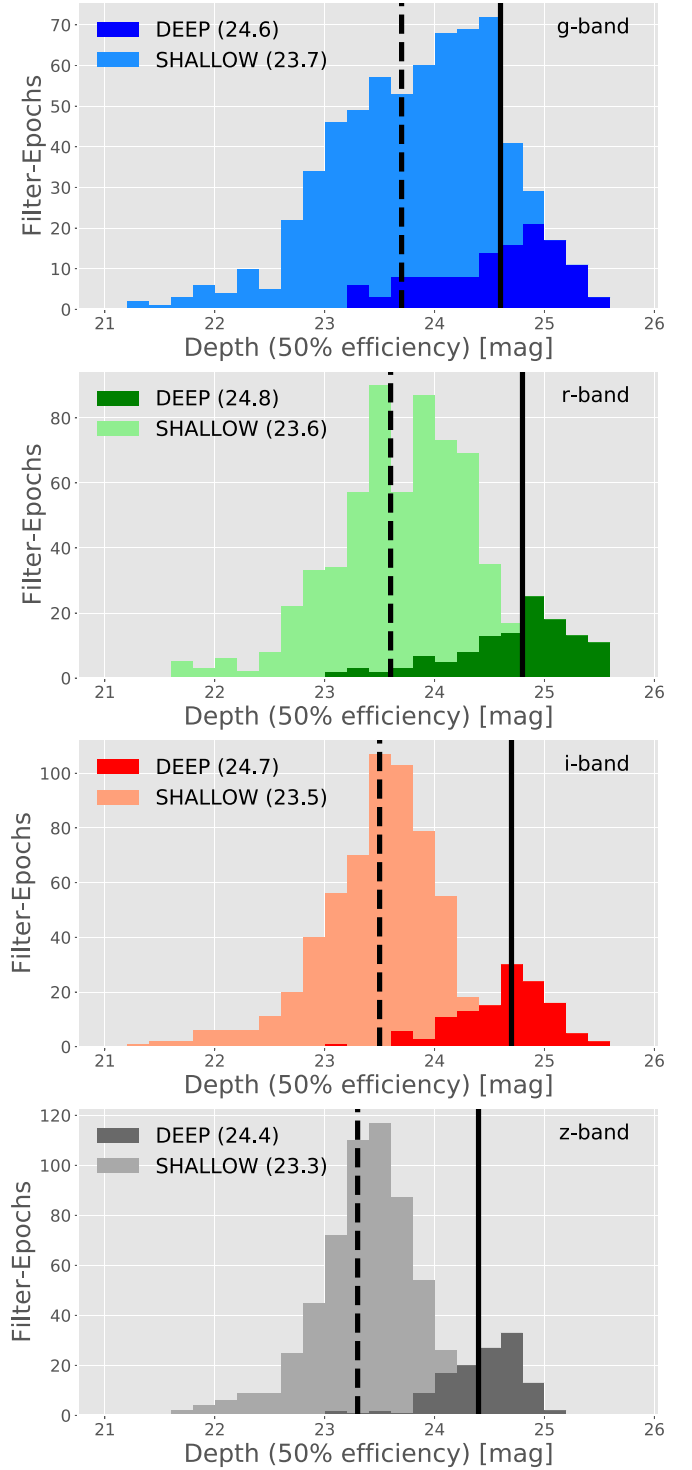 DEEP (24.6)
SHALLOW (23.7)
g-band
Filter-Epochs
70
60
50
40
30
20
10
0
21 22 23 24 25 26
Depth (50% efficiency) [mag]
DEEP (24.8)
SHALLOW (23.6)
r-band
Filter-Epochs
80
60
40
20
0
21 22 23 24 25 26
Depth (50% efficiency) [mag]
DEEP (24.7)
SHALLOW (23.5)
i-band
Filter-Epochs
100
80
60
40
20
0
21 22 23 24 25 26
Depth (50% efficiency) [mag]
DEEP (24.4)
SHALLOW (23.3)
z-band
Filter-Epochs
120
100
80
60
40
20
0
21 22 23 24 25 26
Depth (50% efficiency) [mag]